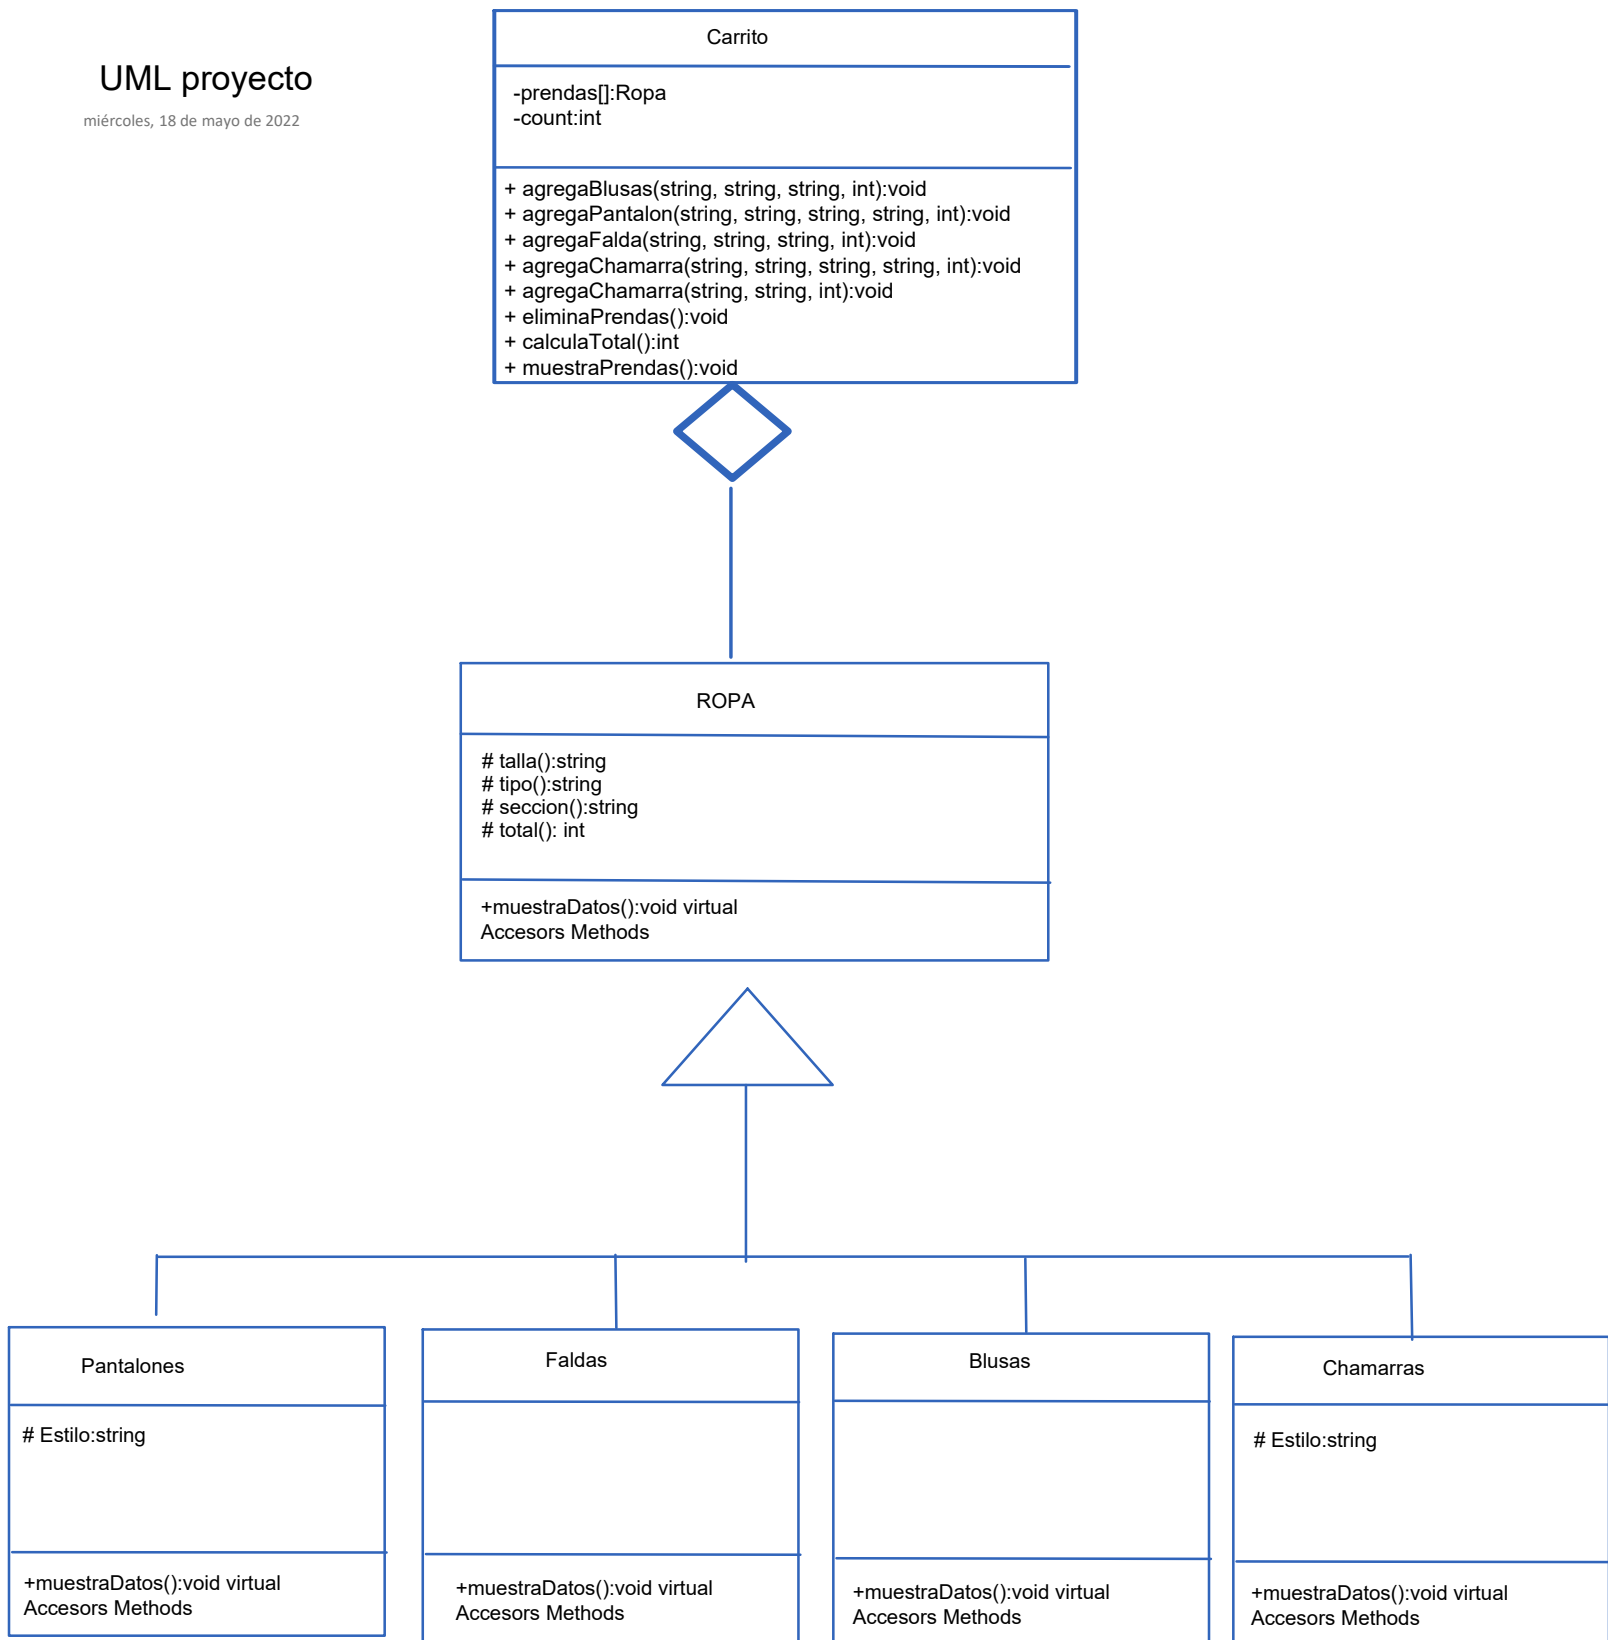 UML proyecto
miércoles, 18 de mayo de 2022
Carrito
-prendas[]:Ropa
-count:int
+ agregaBlusas(string, string, string, int):void
+ agregaPantalon(string, string, string, string, int):void
+ agregaFalda(string, string, string, int):void
+ agregaChamarra(string, string, string, string, int):void
+ agregaChamarra(string, string, int):void
+ eliminaPrendas():void
+ calculaTotal():int
+ muestraPrendas():void
ROPA
# talla():string
# tipo():string
# seccion():string
# total(): int
+muestraDatos():void virtual
Accesors Methods
Pantalones
# Estilo:string
+muestraDatos():void virtual
Accesors Methods
Faldas
+muestraDatos():void virtual
Accesors Methods
Blusas
+muestraDatos():void virtual
Accesors Methods
Chamarras
# Estilo:string
+muestraDatos():void virtual
Accesors Methods